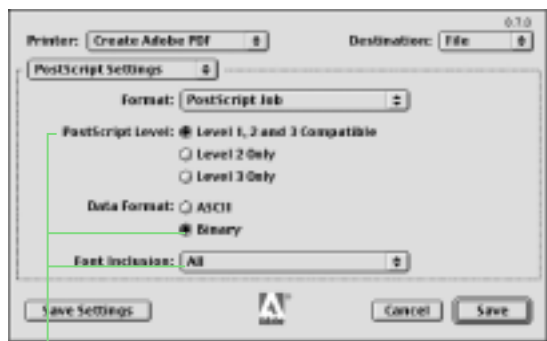 0.7.0
Printer: Create Adobe PDF Destination: File
PostScript Settings
Format: PostScript Job
PostScript Level: Level 1, 2 and 3 Compatible
Level 2 Only
Level 3 Only
Data Format: ASCII
Binary
Font Inclusion: All
Save Settings Adobe Cancel Save